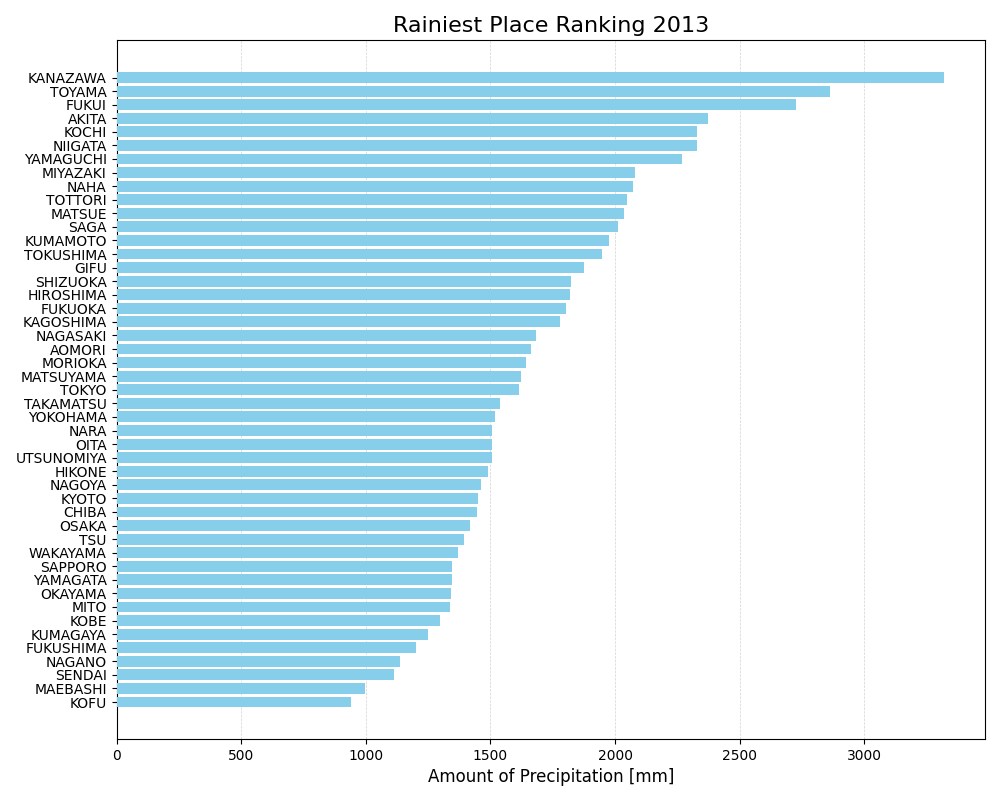 Rainiest Place Ranking 2013
KANAZAWA
TOYAMA
FUKUI
AKITA
KOCHI
NIIGATA
YAMAGUCHI
MIYAZAKI
NAHA
TOTTORI
MATSUE
SAGA
KUMAMOTO
TOKUSHIMA
GIFU
SHIZUOKA
HIROSHIMA
FUKUOKA
KAGOSHIMA
NAGASAKI
AOMORI
MORIOKA
MATSUYAMA
TOKYO
TAKAMATSU
YOKOHAMA
NARA
OITA
UTSUNOMIYA
HIKONE
NAGOYA
KYOTO
CHIBA
OSAKA
TSU
WAKAYAMA
SAPPORO
YAMAGATA
OKAYAMA
MITO
KOBE
KUMAGAYA
FUKUSHIMA
NAGANO
SENDAI
MAEBASHI
KOFU
0 500 1000 1500 2000 2500 3000
Amount of Precipitation [mm]